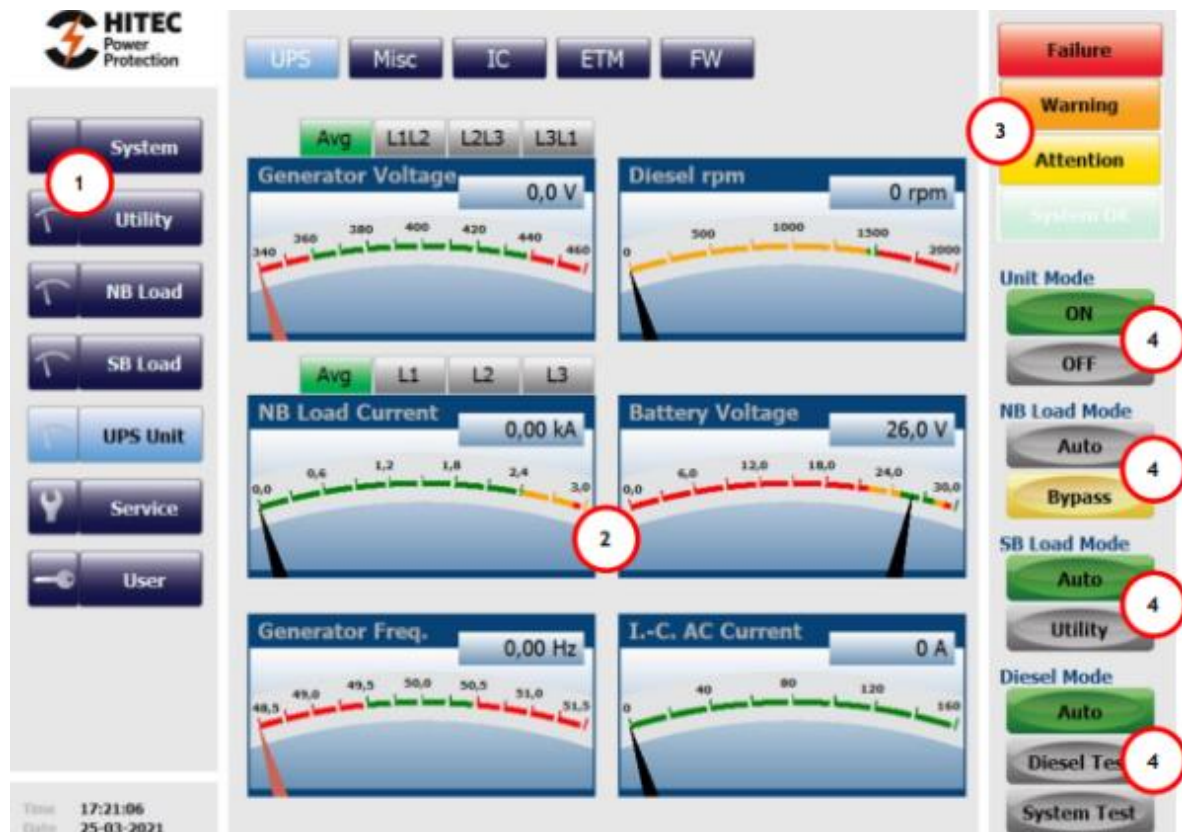 HITEC
Power
Protection
System
1
Utility
NB Load
SB Load
UPS Unit
Service
User
Time 17:21:06
Date 25-03-2021
UPS Misc IC ETM FW
Avg L1L2 L2L3 L3L1
Generator Voltage
0,0 V
340 360 380 400 420 440 460
Diesel rpm
0 rpm
0 500 1000 1500 2000
Avg L1 L2 L3
NB Load Current
0,00 kA
0,0 0,6 1,2 1,8 2,4 3,0
Battery Voltage
26,0 V
0,0 6,0 12,0 18,0 24,0 30,0
2
Generator Freq.
0,00 Hz
48,5 49,0 49,5 50,0 50,5 51,0 51,5
I.-C. AC Current
0 A
0 40 80 120 160
Failure
Warning
3
Attention
System OK
Unit Mode
ON
4
OFF
NB Load Mode
Auto
4
Bypass
SB Load Mode
Auto
4
Utility
Diesel Mode
Auto
Diesel Tes
4
System Test